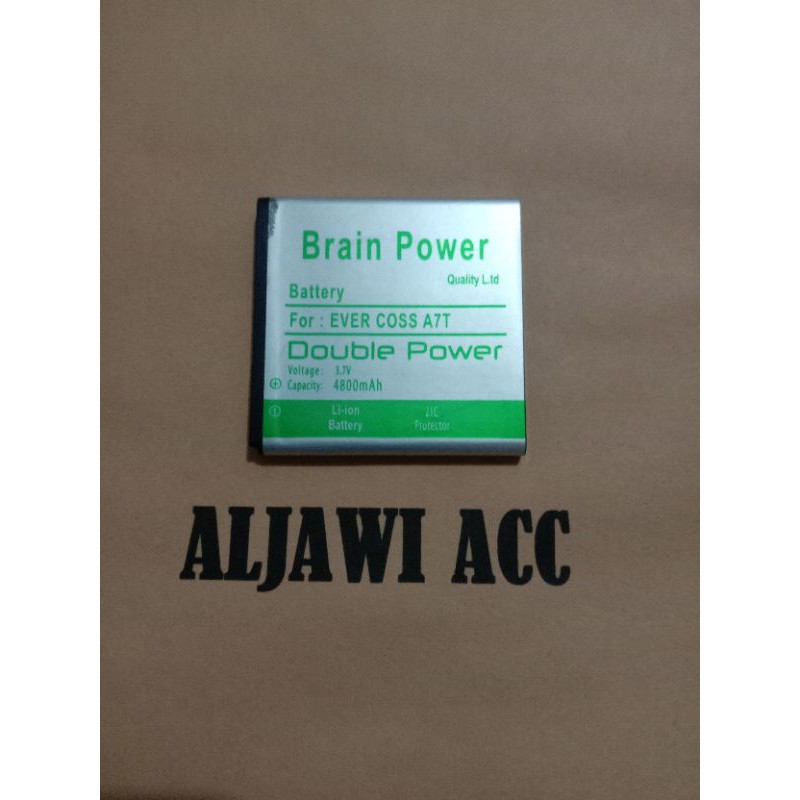 Brain Power
Quality L.td
Battery
For : EVER COSS A7T
Double Power
Voltage: 3.7V
Capacity: 4800mAh
Li-ion 2IC
Battery Protector
ALJAWI ACC